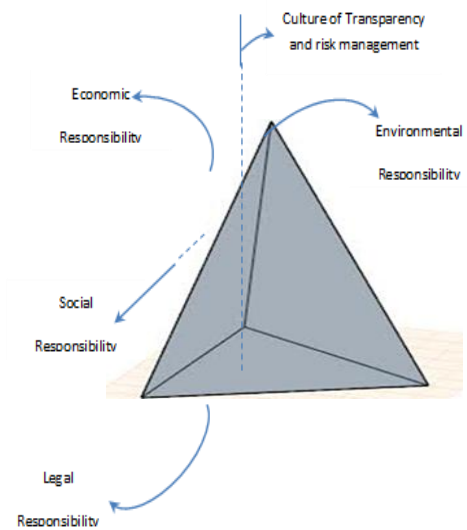 Culture of Transparency
and risk management
Economic
Responsibility
Environmental
Responsibility
Social
Responsibility
Legal
Responsibility